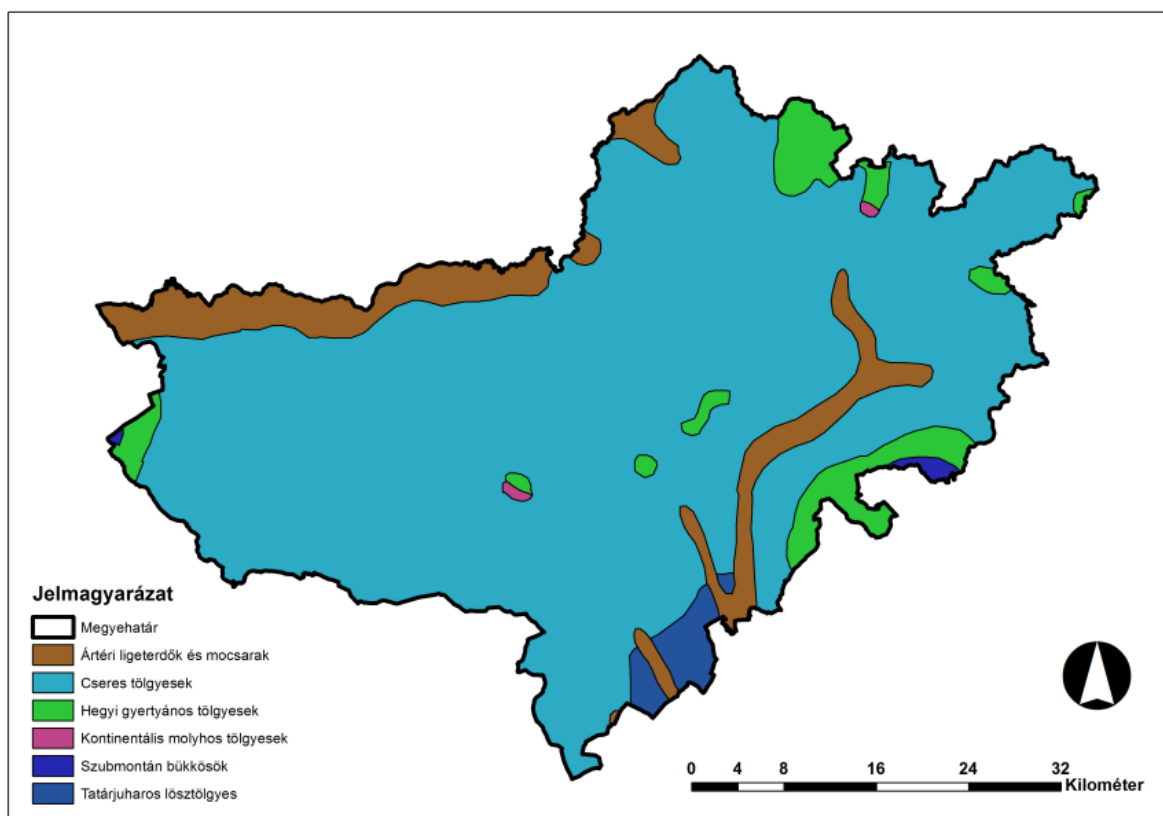 Jelmagyarázat
Megyehatár
Ártéri ligeterdők és mocsarak
Cseres tölgyesek
Hegyi gyertyános tölgyesek
Kontinentális molyhos tölgyesek
Szubmontán bükkösök
Tatárjuharos lösztölgyes
0 4 8 16 24 32
Kilométer